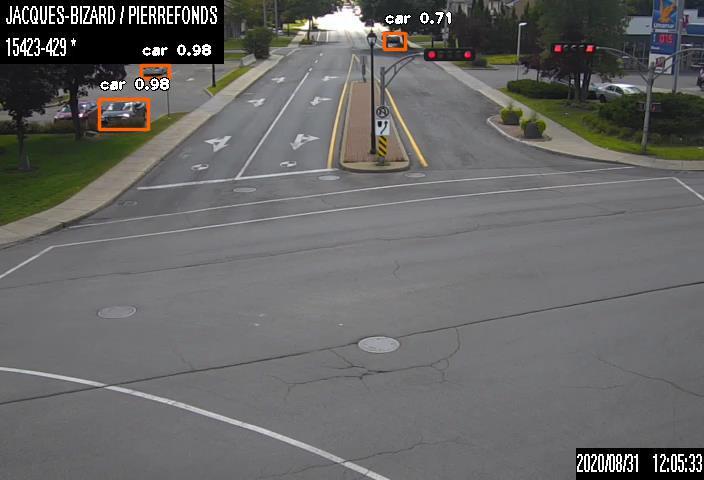 JACQUES-BIZARD / PIERREFONDS
15423-429 *
car 0.98
car 0.71
car 0.98
2020/08/31 12:05:33